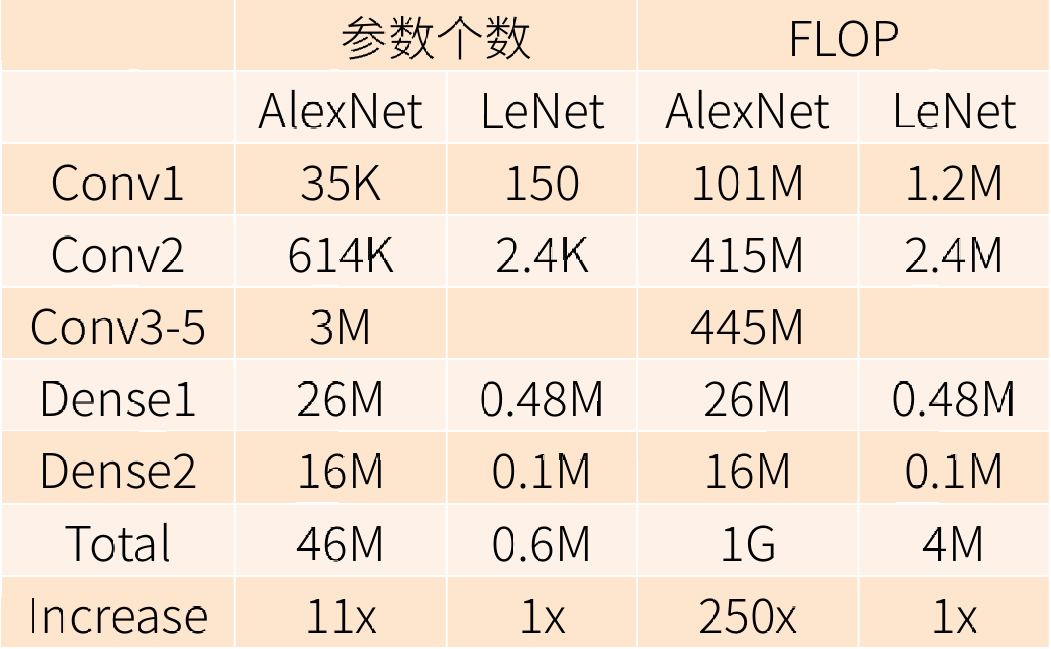 参数个数 FLOP
AlexNet LeNet AlexNet LeNet
Conv1 35K 150 101M 1.2M
Conv2 614K 2.4K 415M 2.4M
Conv3-5 3M 445M
Dense1 26M 0.48M 26M 0.48M
Dense2 16M 0.1M 16M 0.1M
Total 46M 0.6M 1G 4M
Increase 11x 1x 250x 1x